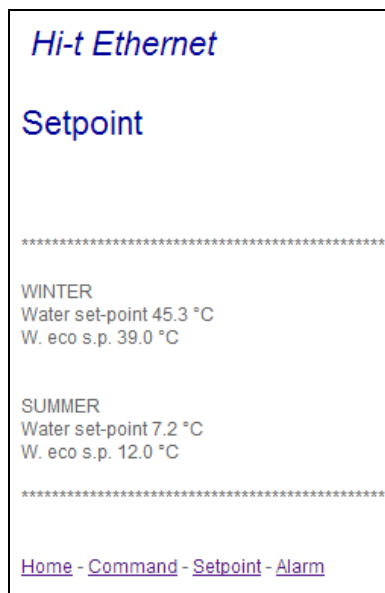 Hi-t Ethernet
Setpoint
************************************************
WINTER
Water set-point 45.3 °C
W. eco s.p. 39.0 °C
SUMMER
Water set-point 7.2 °C
W. eco s.p. 12.0 °C
************************************************
Home - Command - Setpoint - Alarm